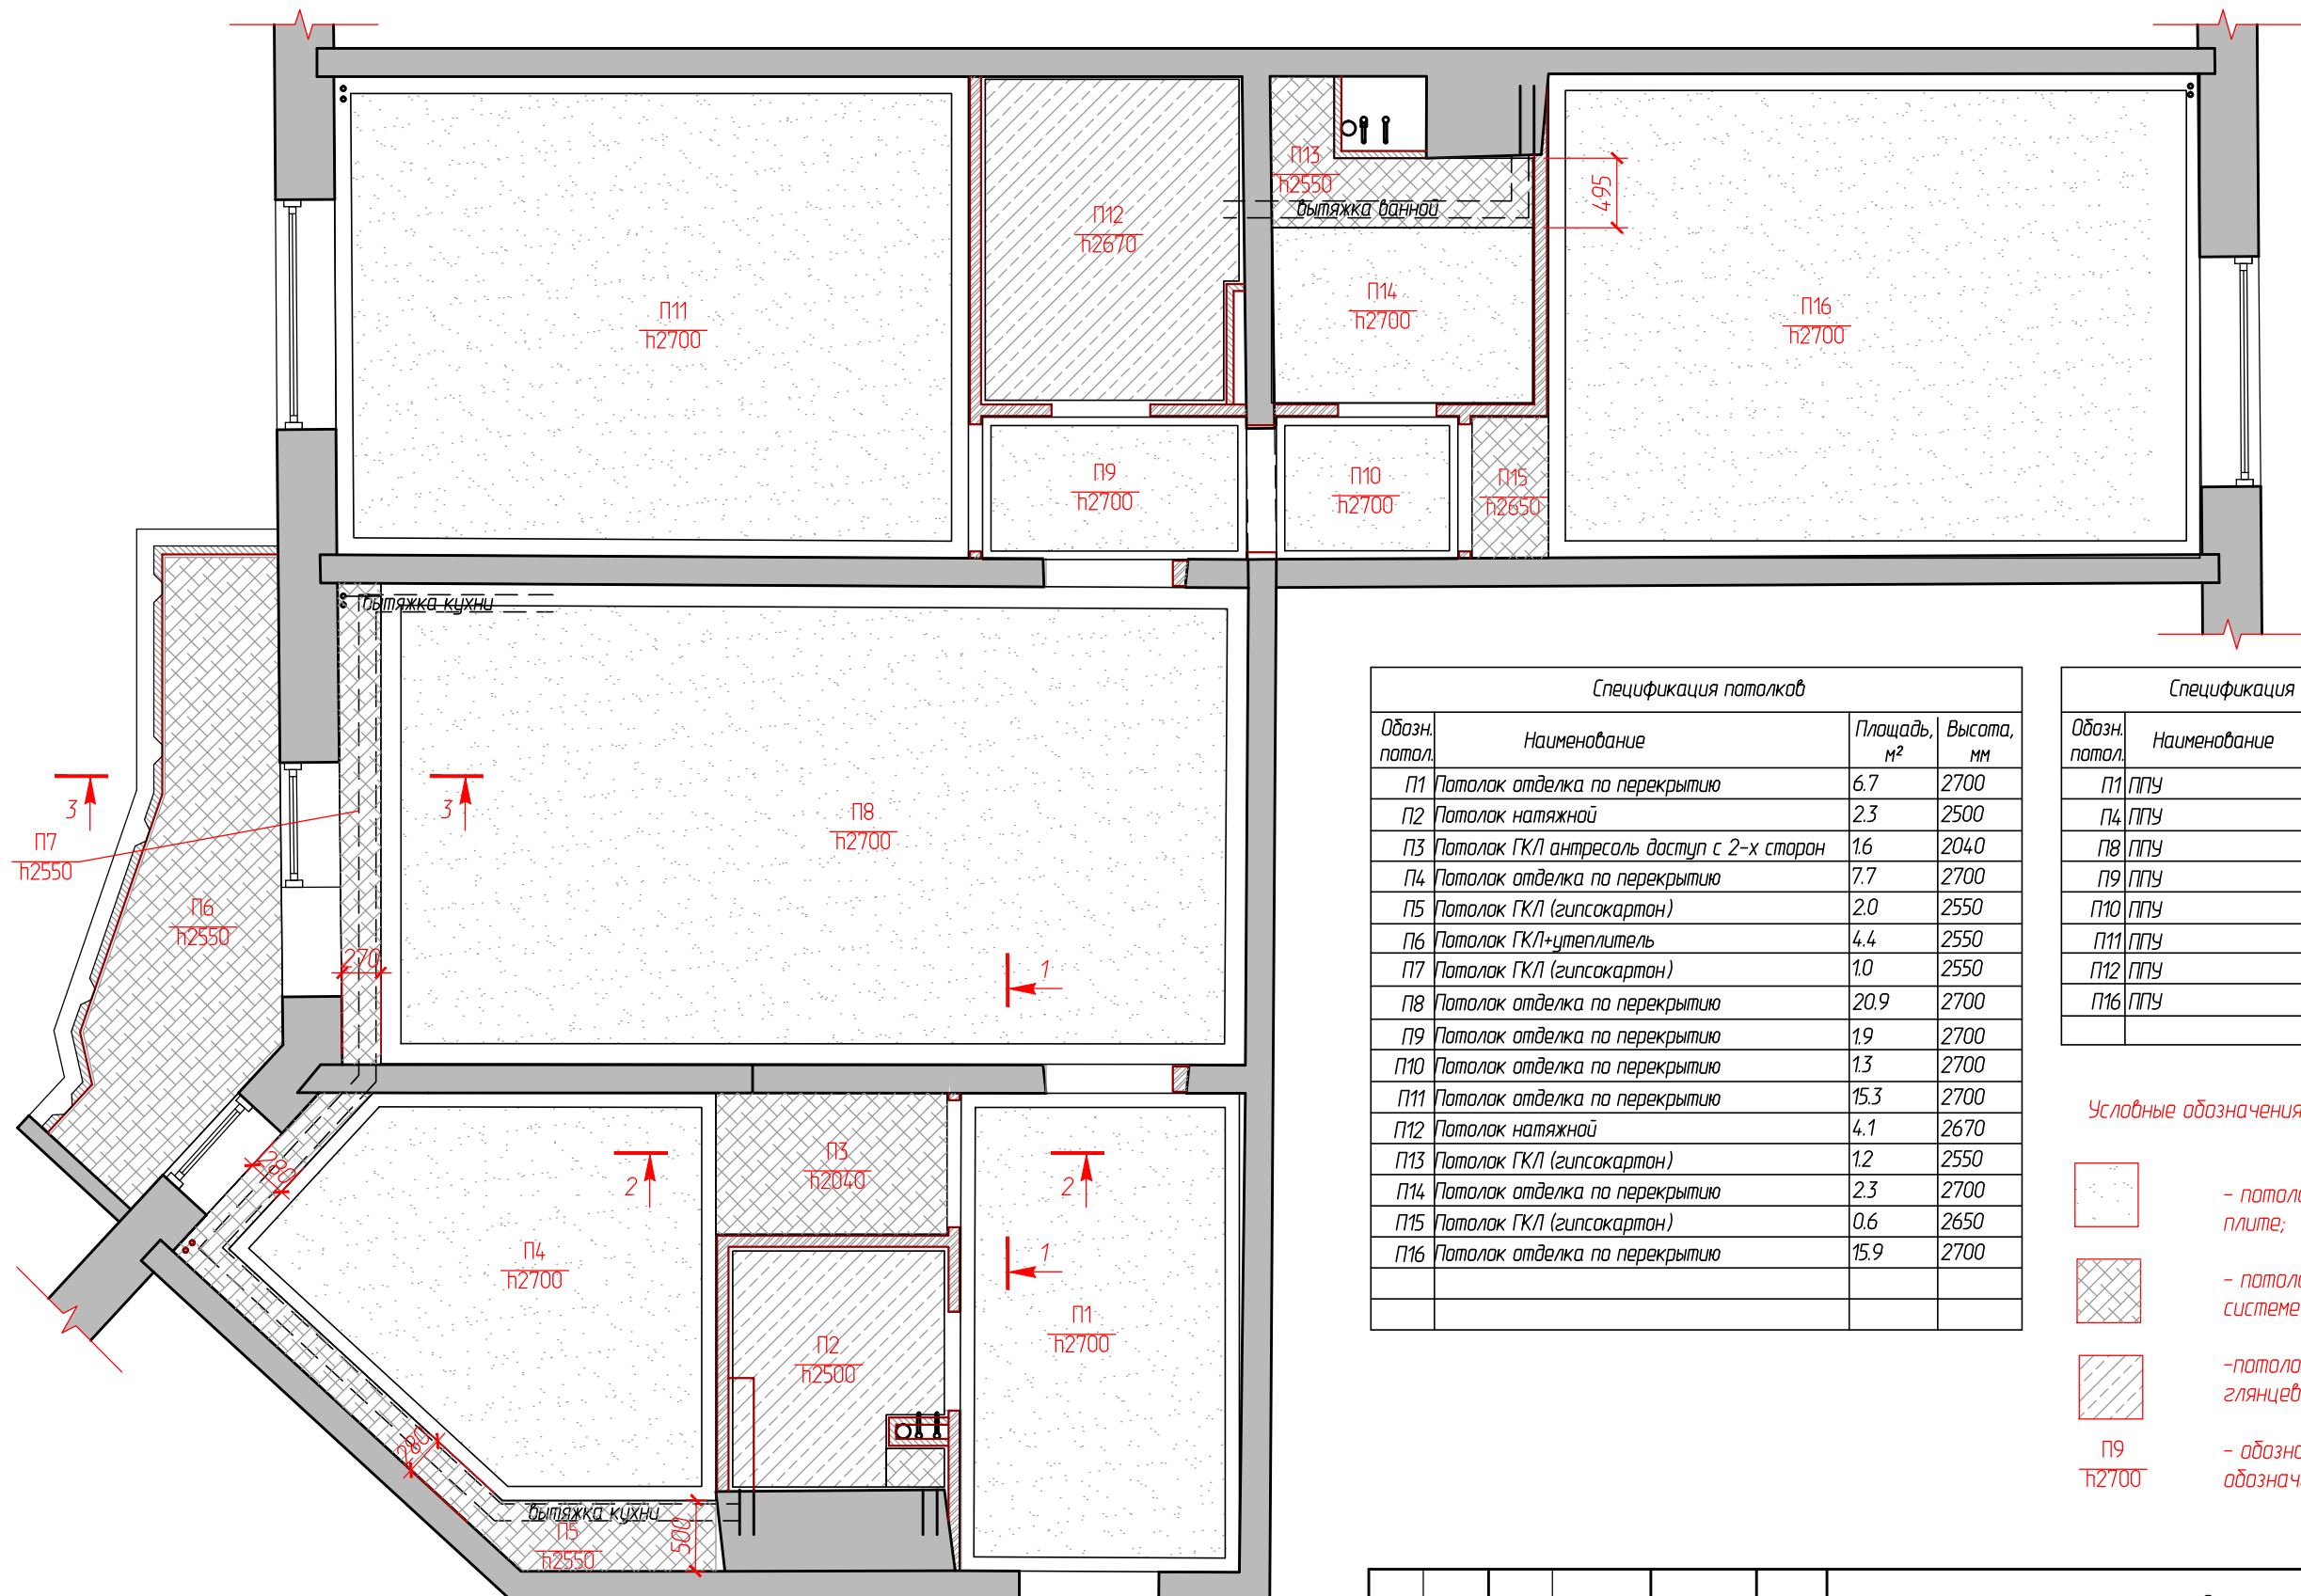 П13
h2550
вытяжка ванной
495
П12
h2670
П14
h2700
П11
h2700
П16
h2700
П9
h2700
П10
h2700
П15
h2650
вытяжка кухни
3
3
П7
h2550
П8
h2700
П6
h2550
270
1
280
2
П3
h2040
2
П4
h2700
1
П1
h2700
П2
h2500
280
вытяжка кухни
П5
h2550
500
Спецификация потолков
Обозн. потол. Наименование Площадь, м² Высота, мм
П1 Потолок отделка по перекрытию 6.7 2700
П2 Потолок натяжной 2.3 2500
П3 Потолок ГКЛ антресоль доступ с 2-х сторон 1.6 2040
П4 Потолок отделка по перекрытию 7.7 2700
П5 Потолок ГКЛ (гипсокартон) 2.0 2550
П6 Потолок ГКЛ+утеплитель 4.4 2550
П7 Потолок ГКЛ (гипсокартон) 1.0 2550
П8 Потолок отделка по перекрытию 20.9 2700
П9 Потолок отделка по перекрытию 1.9 2700
П10 Потолок отделка по перекрытию 1.3 2700
П11 Потолок отделка по перекрытию 15.3 2700
П12 Потолок натяжной 4.1 2670
П13 Потолок ГКЛ (гипсокартон) 1.2 2550
П14 Потолок отделка по перекрытию 2.3 2700
П15 Потолок ГКЛ (гипсокартон) 0.6 2650
П16 Потолок отделка по перекрытию 15.9 2700
Спецификация
Обозн. потол. Наименование
П1 ППУ
П4 ППУ
П8 ППУ
П9 ППУ
П10 ППУ
П11 ППУ
П12 ППУ
П16 ППУ
Условные обозначения
- потоло
плите;
- потоло
системе
-потоло
глянцев
П9
h2700
- обозна
обознач